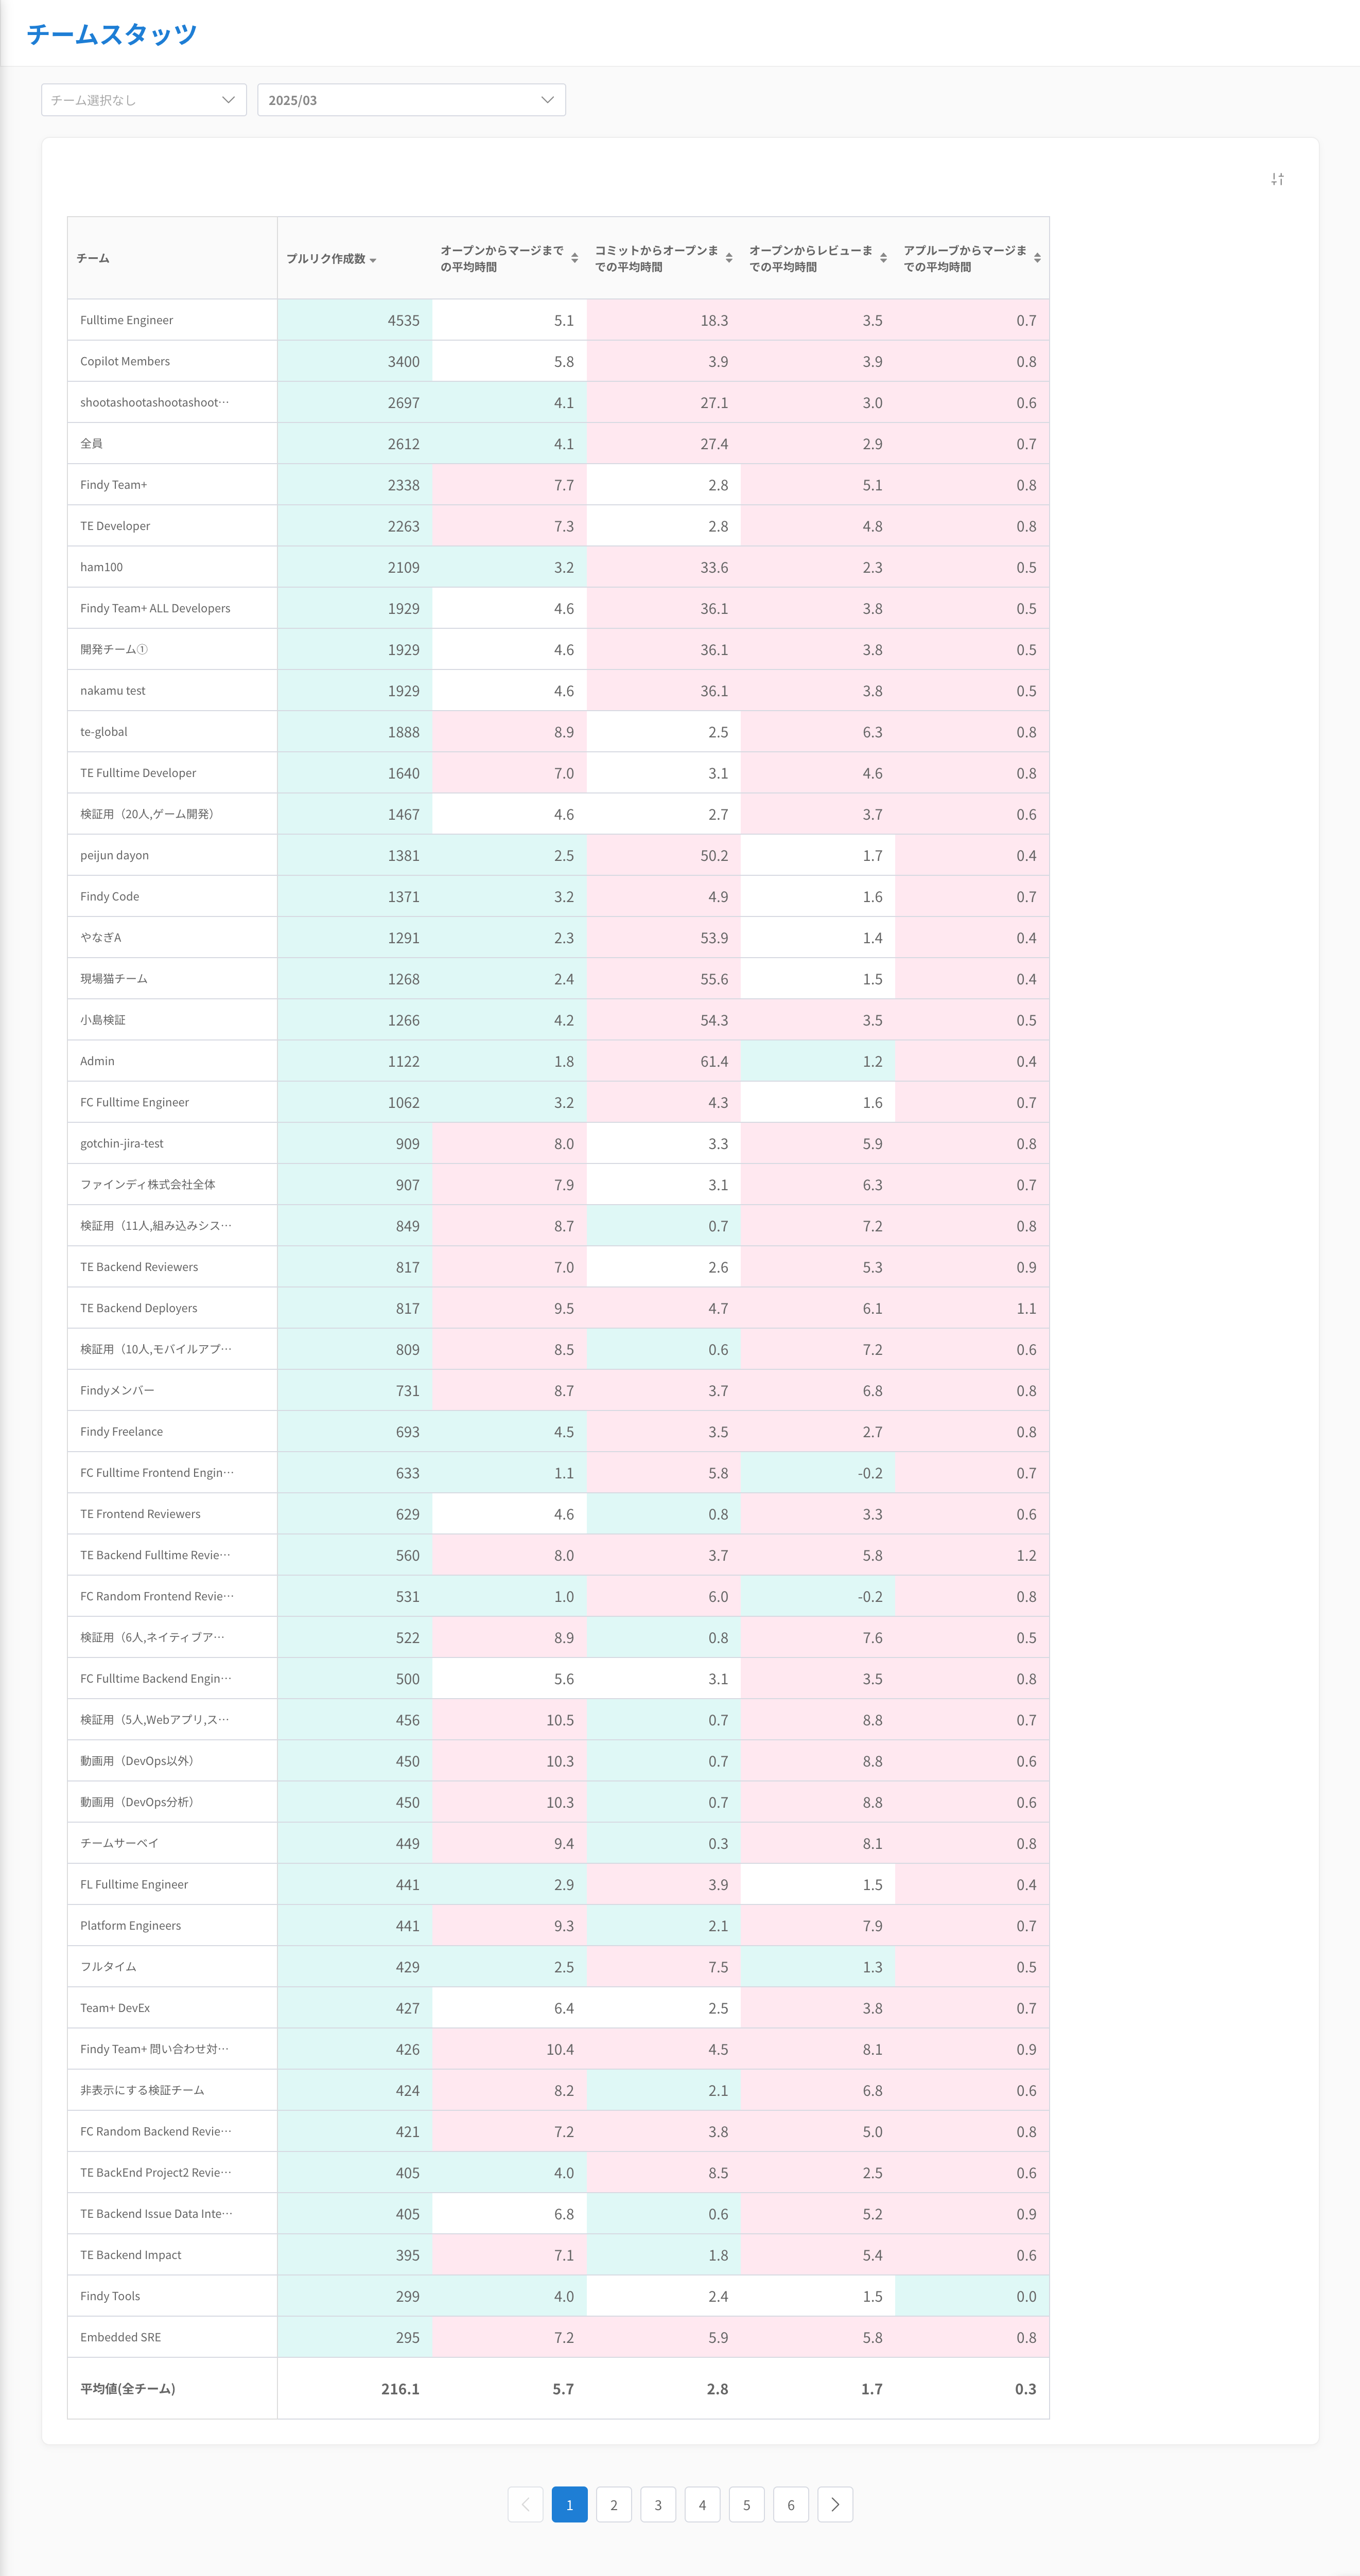 チームスタッツ
チーム選択なし
2025/03
チーム
プルリク作成数
オープンからマージまで
の平均時間
コミットからオープンま
での平均時間
オープンからレビューま
での平均時間
アプルーブからマージま
での平均時間
Fulltime Engineer 4535 5.1 18.3 3.5 0.7
Copilot Members 3400 5.8 3.9 3.9 0.8
shootashootashootashoot… 2697 4.1 27.1 3.0 0.6
全員 2612 4.1 27.4 2.9 0.7
Findy Team+ 2338 7.7 2.8 5.1 0.8
TE Developer 2263 7.3 2.8 4.8 0.8
ham100 2109 3.2 33.6 2.3 0.5
Findy Team+ ALL Developers 1929 4.6 36.1 3.8 0.5
開発チーム① 1929 4.6 36.1 3.8 0.5
nakamu test 1929 4.6 36.1 3.8 0.5
te-global 1888 8.9 2.5 6.3 0.8
TE Fulltime Developer 1640 7.0 3.1 4.6 0.8
検証用（20人,ゲーム開発） 1467 4.6 2.7 3.7 0.6
peijun dayon 1381 2.5 50.2 1.7 0.4
Findy Code 1371 3.2 4.9 1.6 0.7
やなぎA 1291 2.3 53.9 1.4 0.4
現場猫チーム 1268 2.4 55.6 1.5 0.4
小島検証 1266 4.2 54.3 3.5 0.5
Admin 1122 1.8 61.4 1.2 0.4
FC Fulltime Engineer 1062 3.2 4.3 1.6 0.7
gotchin-jira-test 909 8.0 3.3 5.9 0.8
ファインディ株式会社全体 907 7.9 3.1 6.3 0.7
検証用（11人,組み込みシス… 849 8.7 0.7 7.2 0.8
TE Backend Reviewers 817 7.0 2.6 5.3 0.9
TE Backend Deployers 817 9.5 4.7 6.1 1.1
検証用（10人,モバイルアプ… 809 8.5 0.6 7.2 0.6
Findyメンバー 731 8.7 3.7 6.8 0.8
Findy Freelance 693 4.5 3.5 2.7 0.8
FC Fulltime Frontend Engin… 633 1.1 5.8 -0.2 0.7
TE Frontend Reviewers 629 4.6 0.8 3.3 0.6
TE Backend Fulltime Revie… 560 8.0 3.7 5.8 1.2
FC Random Frontend Revie… 531 1.0 6.0 -0.2 0.8
検証用（6人,ネイティブア… 522 8.9 0.8 7.6 0.5
FC Fulltime Backend Engin… 500 5.6 3.1 3.5 0.8
検証用（5人,Webアプリ,ス… 456 10.5 0.7 8.8 0.7
動画用（DevOps以外） 450 10.3 0.7 8.8 0.6
動画用（DevOps分析） 450 10.3 0.7 8.8 0.6
チームサーベイ 449 9.4 0.3 8.1 0.8
FL Fulltime Engineer 441 2.9 3.9 1.5 0.4
Platform Engineers 441 9.3 2.1 7.9 0.7
フルタイム 429 2.5 7.5 1.3 0.5
Team+ DevEx 427 6.4 2.5 3.8 0.7
Findy Team+ 問い合わせ対… 426 10.4 4.5 8.1 0.9
非表示にする検証チーム 424 8.2 2.1 6.8 0.6
FC Random Backend Revie… 421 7.2 3.8 5.0 0.8
TE BackEnd Project2 Revie… 405 4.0 8.5 2.5 0.6
TE Backend Issue Data Inte… 405 6.8 0.6 5.2 0.9
TE Backend Impact 395 7.1 1.8 5.4 0.6
Findy Tools 299 4.0 2.4 1.5 0.0
Embedded SRE 295 7.2 5.9 5.8 0.8
平均値(全チーム) 216.1 5.7 2.8 1.7 0.3
1 2 3 4 5 6